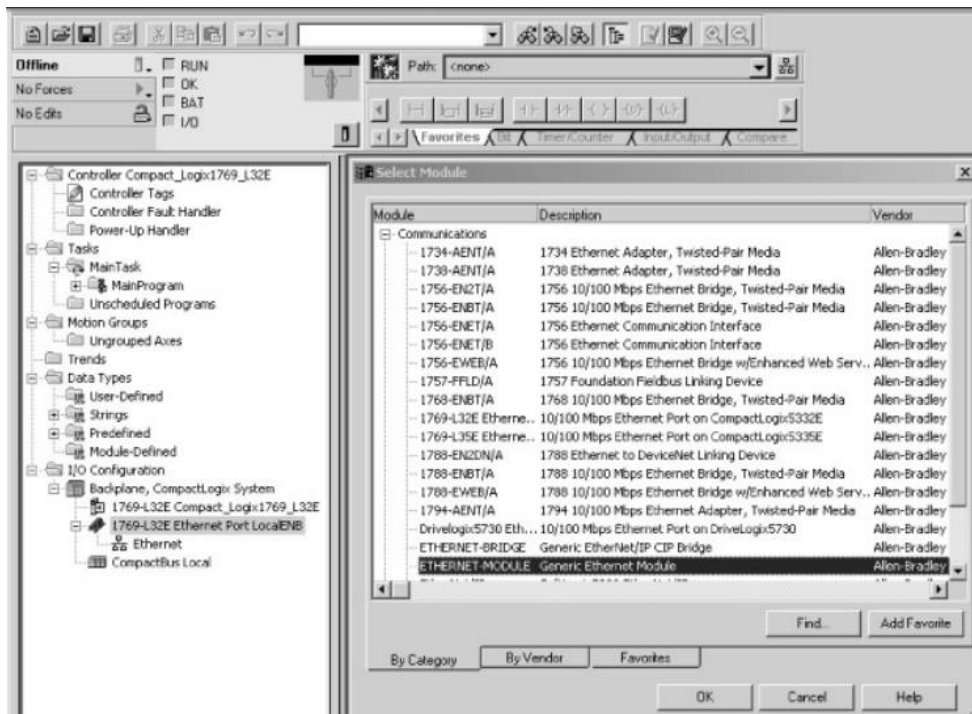 Offline
RUN
No Forces
OK
BAT
No Edits
I/O
Path: <none>
Favorites
Bit
Timer/Counter
Input/Output
Compare
Controller Compact_Logix1769_L32E
Controller Tags
Controller Fault Handler
Power-Up Handler
Tasks
MainTask
MainProgram
Unscheduled Programs
Motion Groups
Ungrouped Axes
Trends
Data Types
User-Defined
Strings
Predefined
Module-Defined
I/O Configuration
Backplane, CompactLogix System
1769-L32E Compact_Logix1769_L32E
1769-L32E Ethernet Port LocalENB
Ethernet
CompactBus Local
Select Module
Module Description Vendor
Communications
1734-AENT/A 1734 Ethernet Adapter, Twisted-Pair Media Allen-Bradley
1738-AENT/A 1738 Ethernet Adapter, Twisted-Pair Media Allen-Bradley
1756-EN2T/A 1756 10/100 Mbps Ethernet Bridge, Twisted-Pair Media Allen-Bradley
1756-ENBT/A 1756 10/100 Mbps Ethernet Bridge, Twisted-Pair Media Allen-Bradley
1756-ENET/A 1756 Ethernet Communication Interface Allen-Bradley
1756-ENET/B 1756 Ethernet Communication Interface Allen-Bradley
1756-EWEB/A 1756 10/100 Mbps Ethernet Bridge w/Enhanced Web Serv... Allen-Bradley
1757-FFLD/A 1757 Foundation Fieldbus Linking Device Allen-Bradley
1768-ENBT/A 1768 10/100 Mbps Ethernet Bridge, Twisted-Pair Media Allen-Bradley
1769-L32E Etherne... 10/100 Mbps Ethernet Port on CompactLogix5332E Allen-Bradley
1769-L35E Etherne... 10/100 Mbps Ethernet Port on CompactLogix5335E Allen-Bradley
1788-EN2DN/A 1788 Ethernet to DeviceNet Linking Device Allen-Bradley
1788-ENBT/A 1788 10/100 Mbps Ethernet Bridge, Twisted-Pair Media Allen-Bradley
1788-EWEB/A 1788 10/100 Mbps Ethernet Bridge w/Enhanced Web Serv... Allen-Bradley
1794-AENT/A 1794 10/100 Mbps Ethernet Adapter, Twisted-Pair Media Allen-Bradley
Drivelogix5730 Eth... 10/100 Mbps Ethernet Port on DriveLogix5730 Allen-Bradley
ETHERNET-BRIDGE Generic EtherNet/IP CIP Bridge Allen-Bradley
ETHERNET-MODULE Generic Ethernet Module Allen-Bradley
Find... Add Favorite
By Category By Vendor Favorites
OK Cancel Help